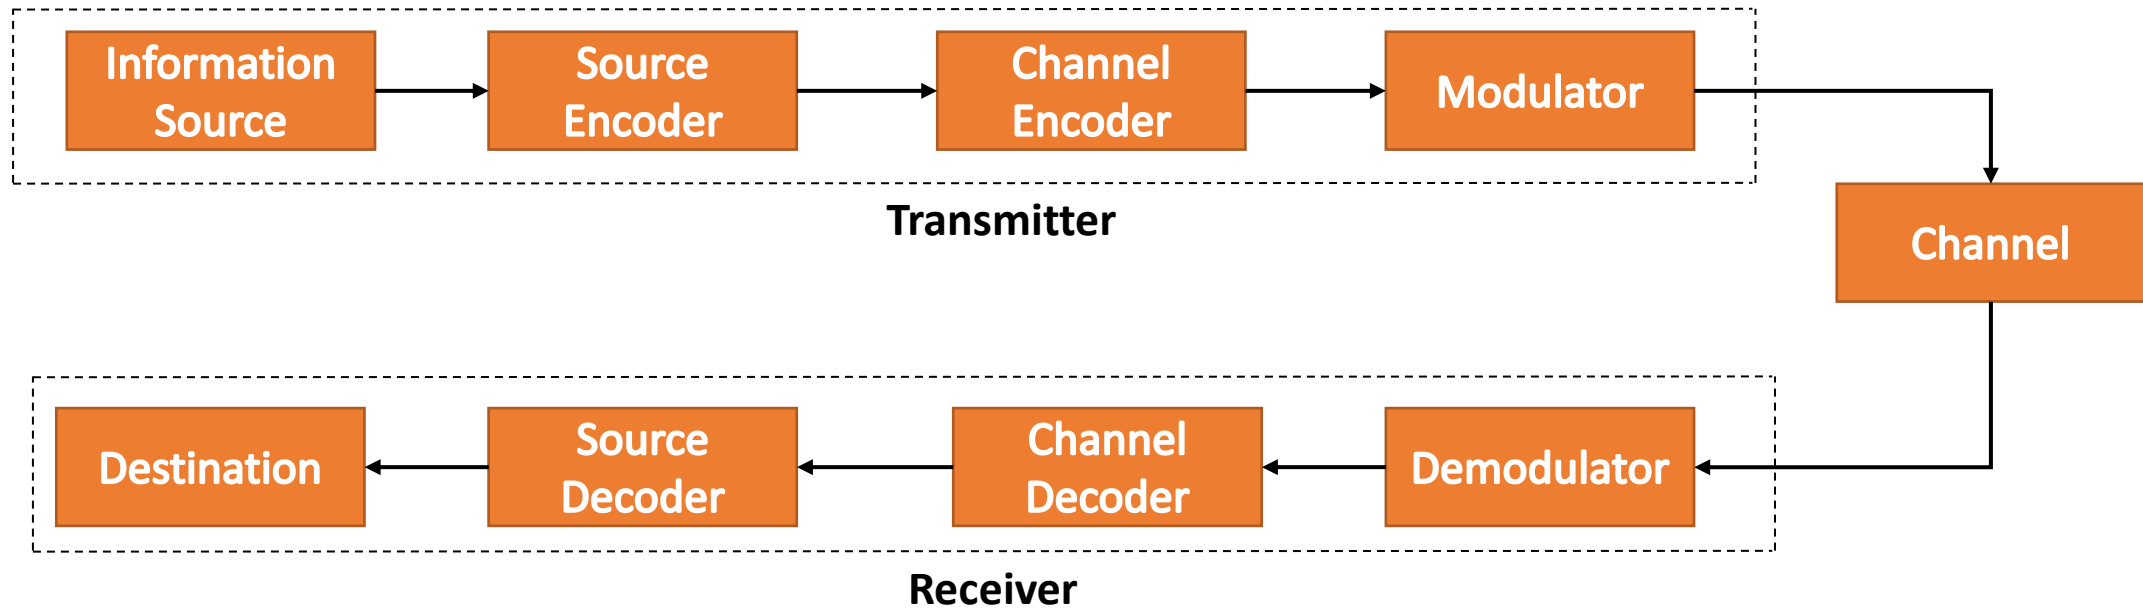 Information
Source
Source
Encoder
Channel
Encoder
Modulator
Transmitter
Channel
Destination
Source
Decoder
Channel
Decoder
Demodulator
Receiver